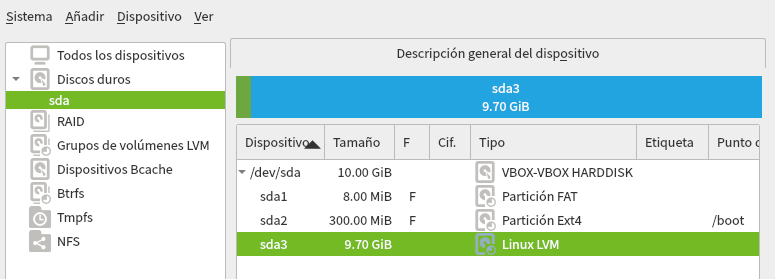 Sistema Añadir Dispositivo Ver
Todos los dispositivos
Discos duros
sda
RAID
Grupos de volúmenes LVM
Dispositivos Bcache
Btrfs
Tmpfs
NFS
Descripción general del dispositivo
sda3
9.70 GiB
Dispositivo Tamaño F Cif. Tipo Etiqueta Punto
/dev/sda 10.00 GiB VBOX-VBOX HARDDISK
sda1 8.00 MiB F Partición FAT
sda2 300.00 MiB F Partición Ext4 /boot
sda3 9.70 GiB Linux LVM